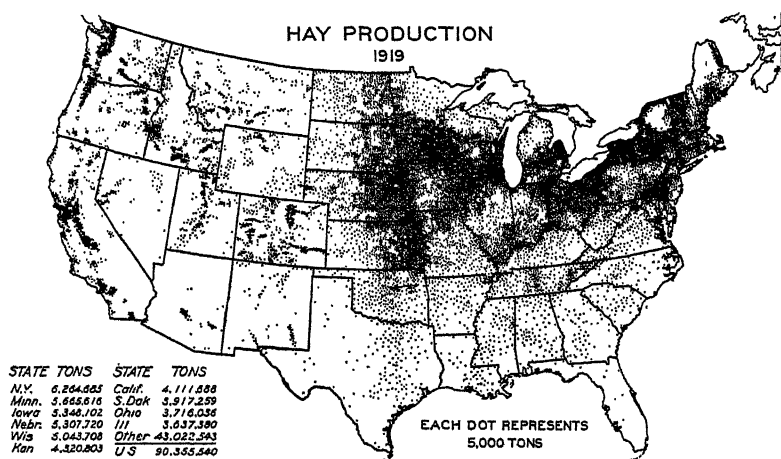 HAY PRODUCTION
1919
STATE TONS STATE TONS
N.Y. 6,264,685 Calif. 4,111,688
Minn. 5,665,616 S.Dak 3,917,259
Iowa 5,348,102 Ohio 3,716,036
Nebr. 5,307,720 Ill 3,637,380
Wis 5,043,708 Other 43,022,543
Kan 4,320,803 U S 90,355,540
EACH DOT REPRESENTS
5,000 TONS